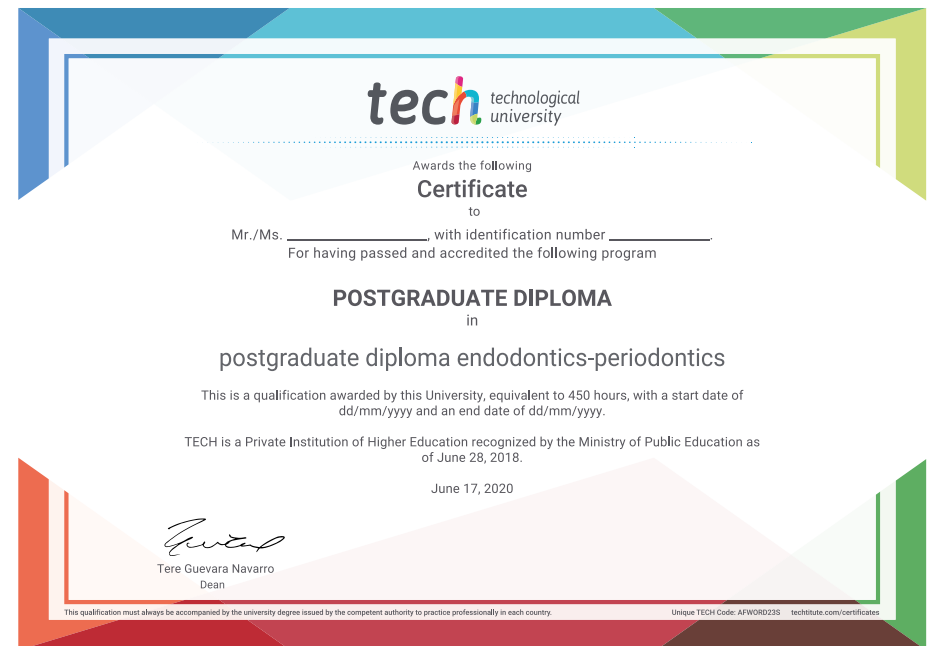 tech technological
university
Awards the following
Certificate
to
Mr./Ms. ____________, with identification number ____________.
For having passed and accredited the following program
POSTGRADUATE DIPLOMA
in
postgraduate diploma endodontics-periodontics
This is a qualification awarded by this University, equivalent to 450 hours, with a start date of
dd/mm/yyyy and an end date of dd/mm/yyyy.
TECH is a Private Institution of Higher Education recognized by the Ministry of Public Education as
of June 28, 2018.
June 17, 2020
Tere Guevara Navarro
Dean
This qualification must always be accompanied by the university degree issued by the competent authority to practice professionally in each country.
Unique TECH Code: AFWORD23S techtitute.com/certificates